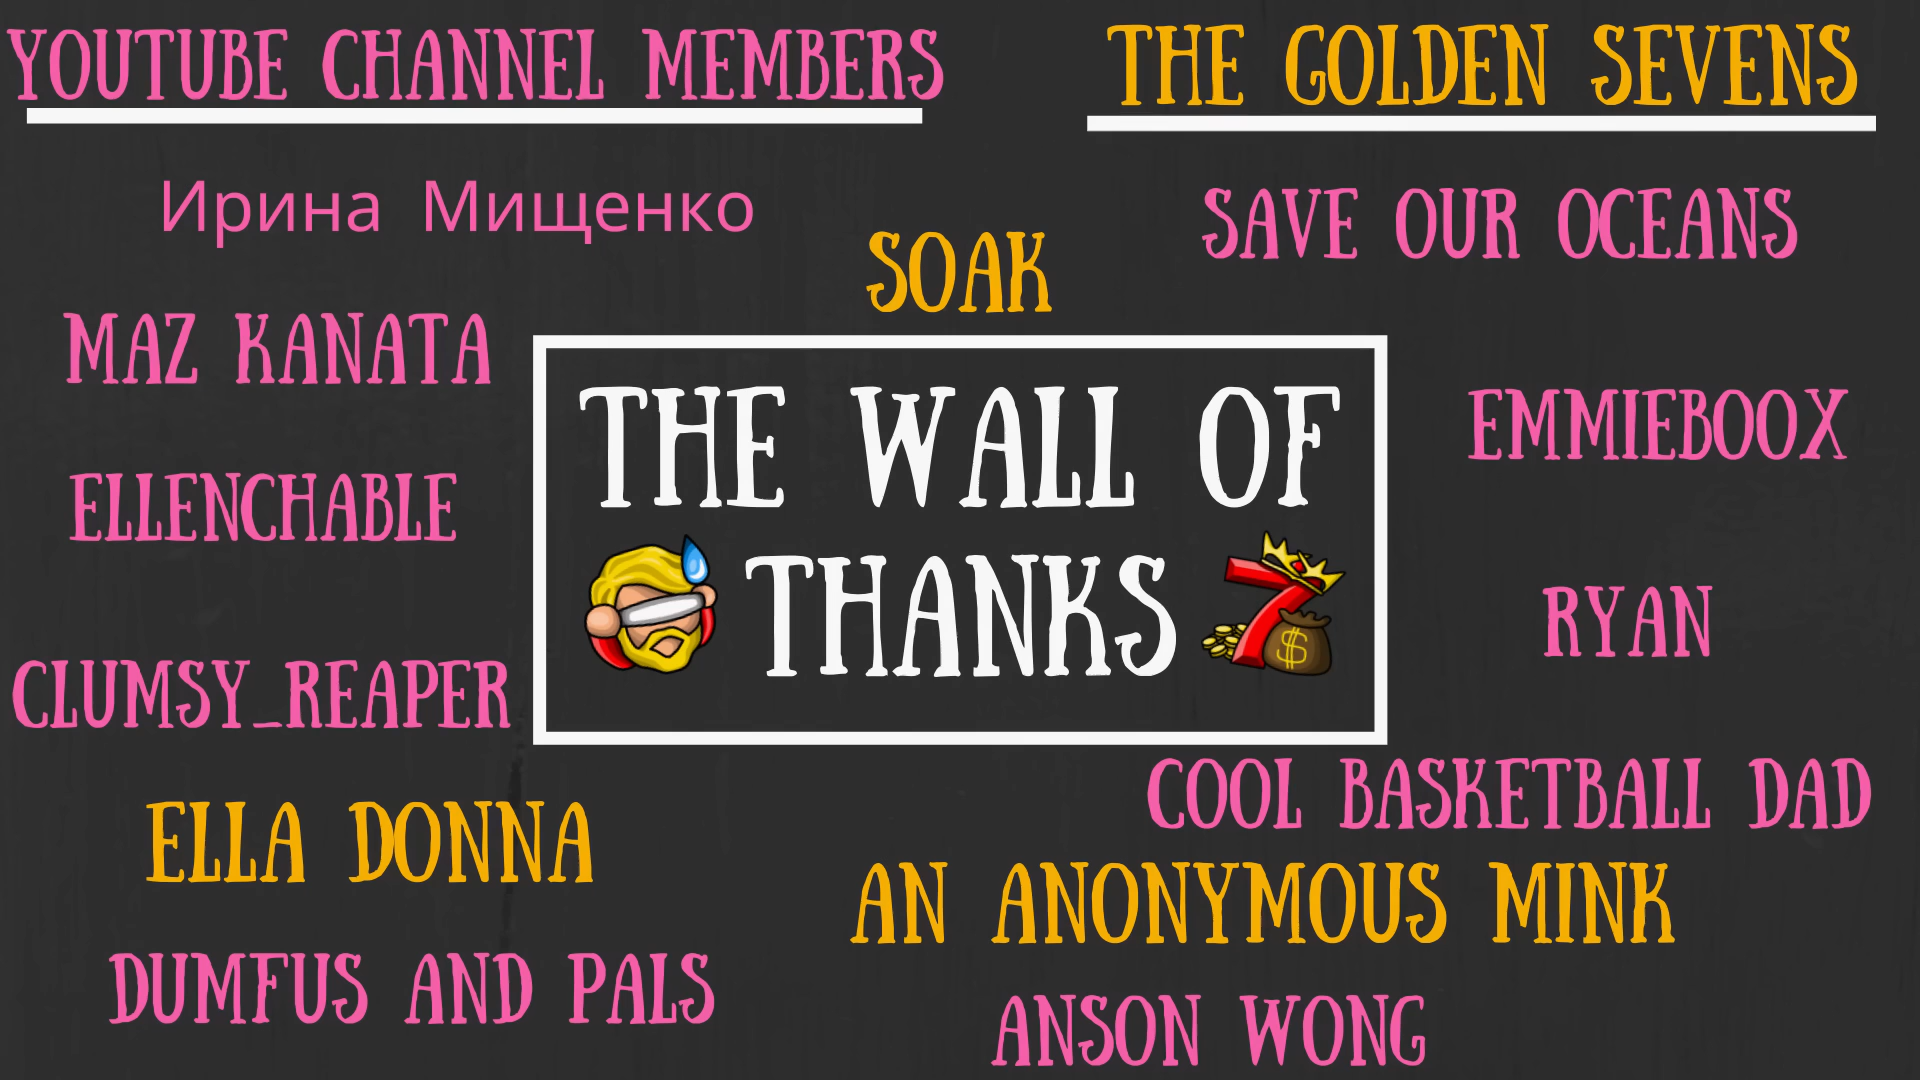 YOUTUBE CHANNEL MEMBERS
THE GOLDEN SEVENS
Ирина Мищенко
SAVE OUR OCEANS
SOAK
MAZ KANATA
THE WALL OF
THANKS
EMMIEBOOX
ELLENCHABLE
RYAN
CLUMSY_REAPER
COOL BASKETBALL DAD
ELLA DONNA
AN ANONYMOUS MINK
DUMFUS AND PALS
ANSON WONG